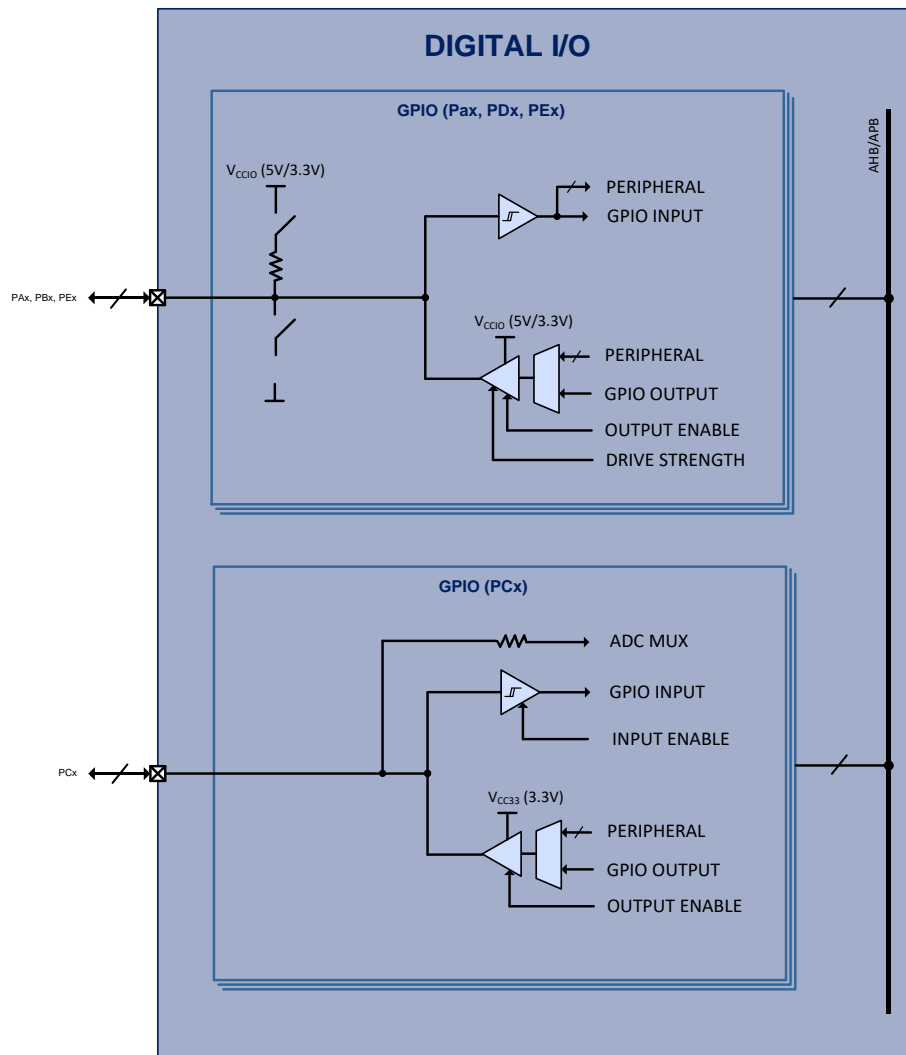 DIGITAL I/O
GPIO (Pax, PDx, PEx)
AHB/APB
VCCIO (5V/3.3V)
PERIPHERAL
GPIO INPUT
PAx, PBx, PEx
VCCIO (5V/3.3V)
PERIPHERAL
GPIO OUTPUT
OUTPUT ENABLE
DRIVE STRENGTH
GPIO (PCx)
ADC MUX
GPIO INPUT
INPUT ENABLE
PCx
VCC33 (3.3V)
PERIPHERAL
GPIO OUTPUT
OUTPUT ENABLE